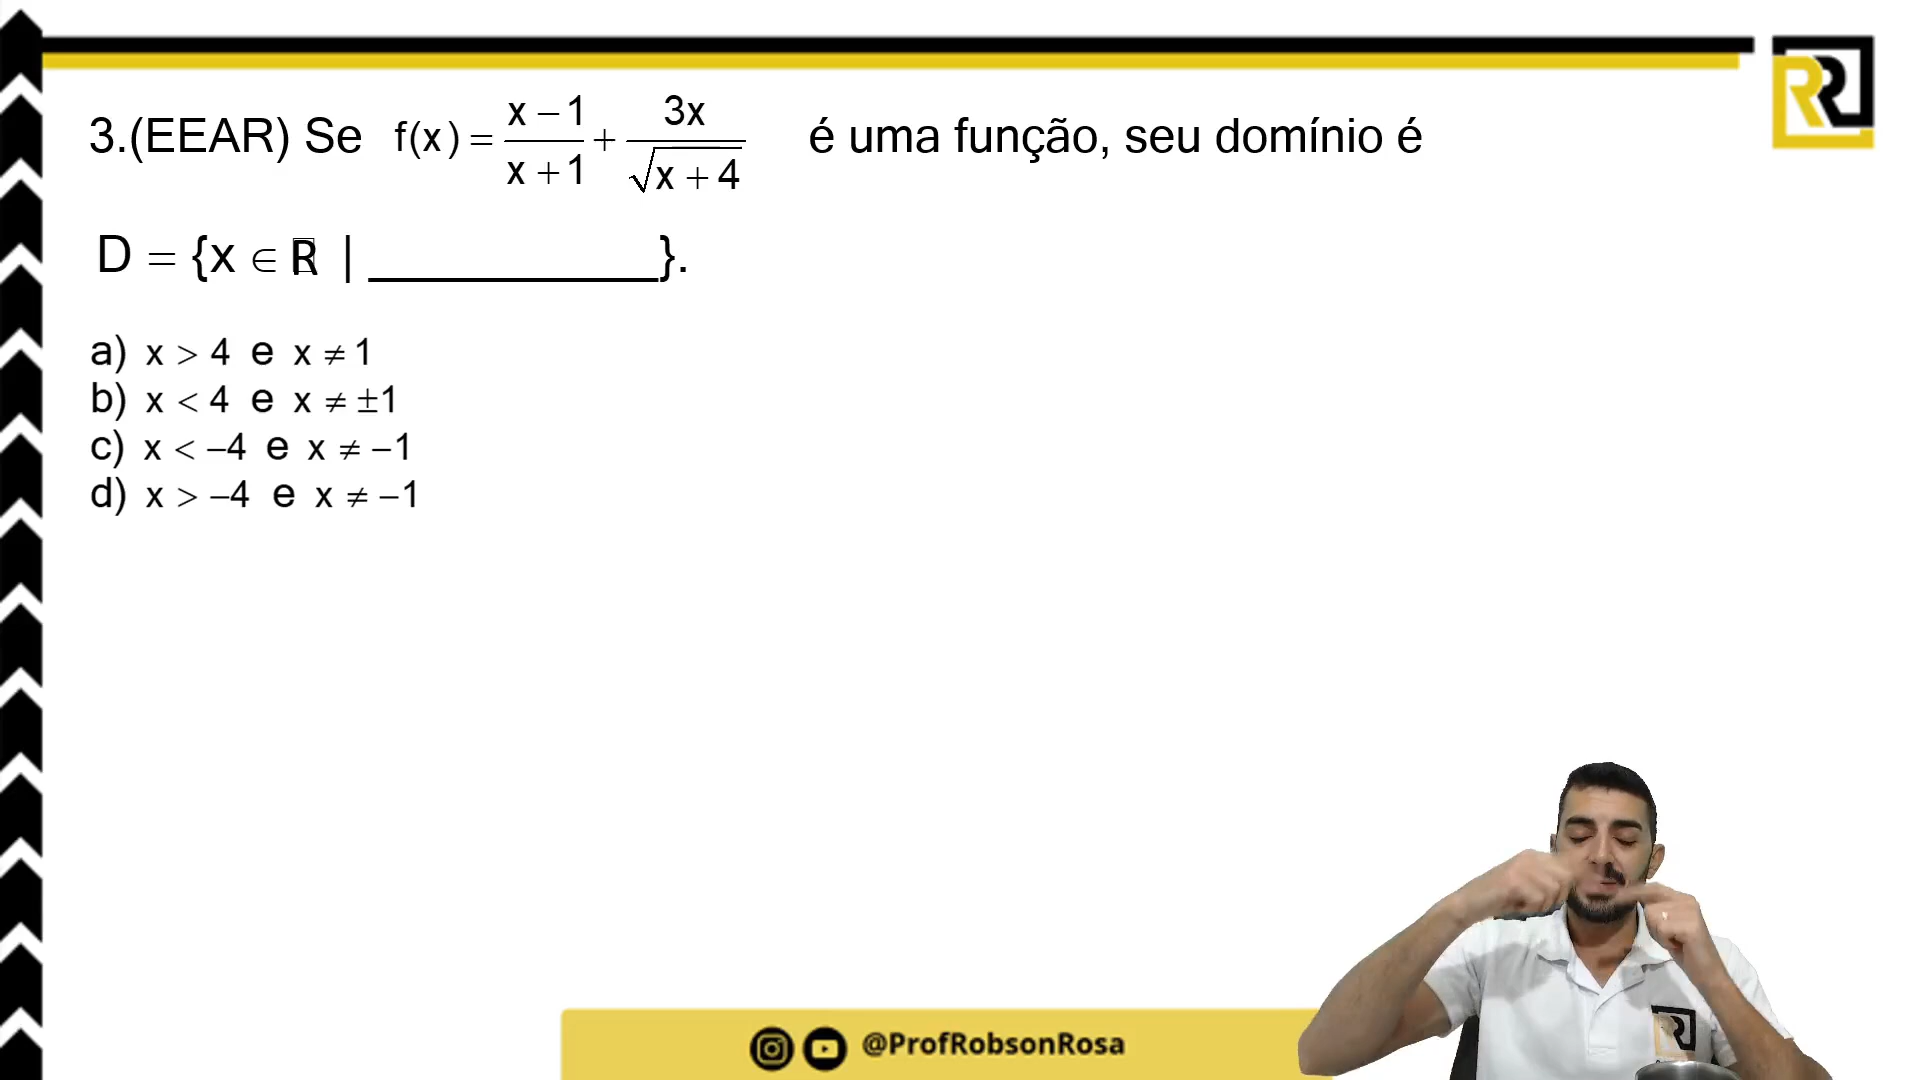 3.(EEAR) Se f(x) = (x − 1)/(x + 1) + 3x/√(x + 4) é uma função, seu domínio é
D = {x ∈ R | ____________}.
a) x > 4 e x ≠ 1
b) x < 4 e x ≠ ±1
c) x < −4 e x ≠ −1
d) x > −4 e x ≠ −1
@ProfRobsonRosa